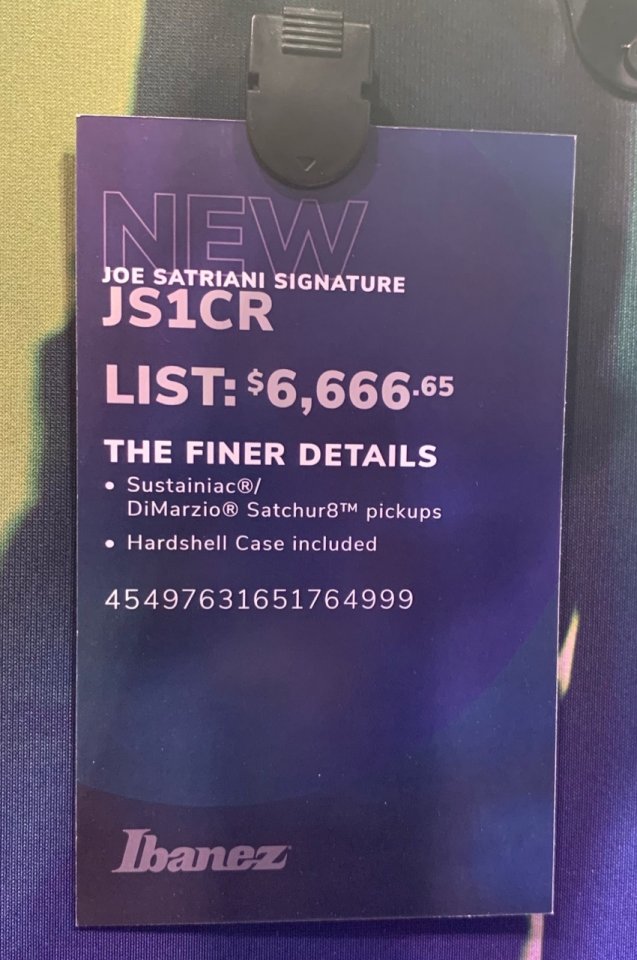 NEW
JOE SATRIANI SIGNATURE
JS1CR
LIST: $6,666.65
THE FINER DETAILS
• Sustainiac®/
DiMarzio® Satchur8™ pickups
• Hardshell Case included
45497631651764999
Ibanez